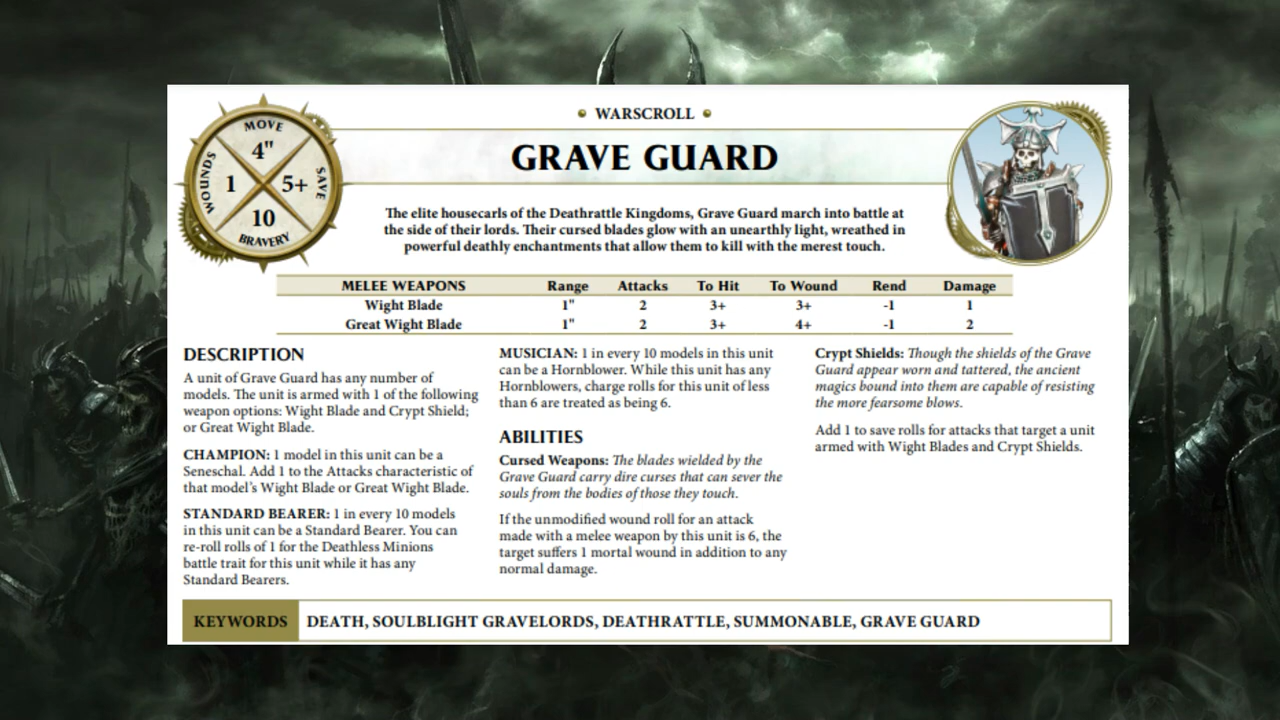 WARSCROLL
GRAVE GUARD
MOVE
4"
WOUNDS
1
5+
SAVE
10
BRAVERY
The elite housecarls of the Deathrattle Kingdoms, Grave Guard march into battle at
the side of their lords. Their cursed blades glow with an unearthly light, wreathed in
powerful deathly enchantments that allow them to kill with the merest touch.
MELEE WEAPONS Range Attacks To Hit To Wound Rend Damage
Wight Blade 1" 2 3+ 3+ -1 1
Great Wight Blade 1" 2 3+ 4+ -1 2
DESCRIPTION
A unit of Grave Guard has any number of
models. The unit is armed with 1 of the following
weapon options: Wight Blade and Crypt Shield;
or Great Wight Blade.
CHAMPION: 1 model in this unit can be a
Seneschal. Add 1 to the Attacks characteristic of
that model's Wight Blade or Great Wight Blade.
STANDARD BEARER: 1 in every 10 models
in this unit can be a Standard Bearer. You can
re-roll rolls of 1 for the Deathless Minions
battle trait for this unit while it has any
Standard Bearers.
MUSICIAN: 1 in every 10 models in this unit
can be a Hornblower. While this unit has any
Hornblowers, charge rolls for this unit of less
than 6 are treated as being 6.
ABILITIES
Cursed Weapons: The blades wielded by the
Grave Guard carry dire curses that can sever the
souls from the bodies of those they touch.
If the unmodified wound roll for an attack
made with a melee weapon by this unit is 6, the
target suffers 1 mortal wound in addition to any
normal damage.
Crypt Shields: Though the shields of the Grave
Guard appear worn and tattered, the ancient
magics bound into them are capable of resisting
the more fearsome blows.
Add 1 to save rolls for attacks that target a unit
armed with Wight Blades and Crypt Shields.
KEYWORDS DEATH, SOULBLIGHT GRAVELORDS, DEATHRATTLE, SUMMONABLE, GRAVE GUARD